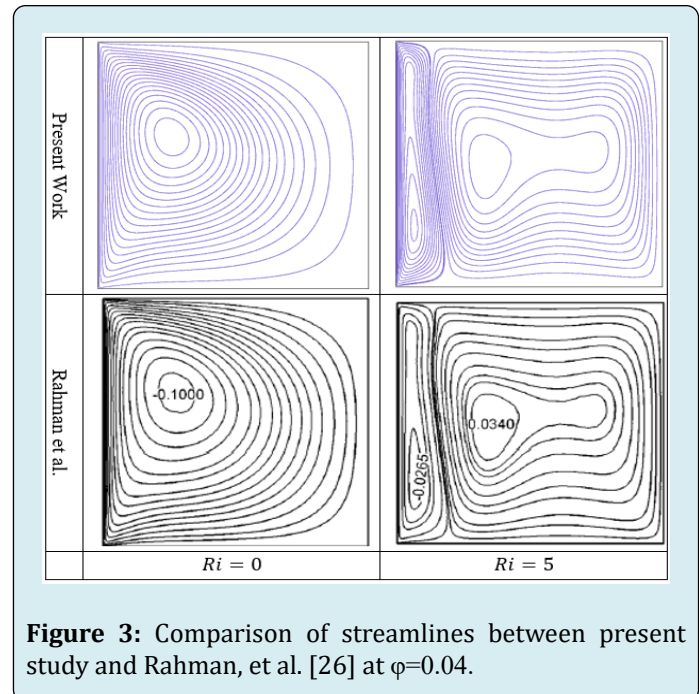 Present Work
Rahman et al.
-0.1000
0.0340
-0.0265
Ri = 0
Ri = 5
Figure 3: Comparison of streamlines between present
study and Rahman, et al. [26] at φ=0.04.